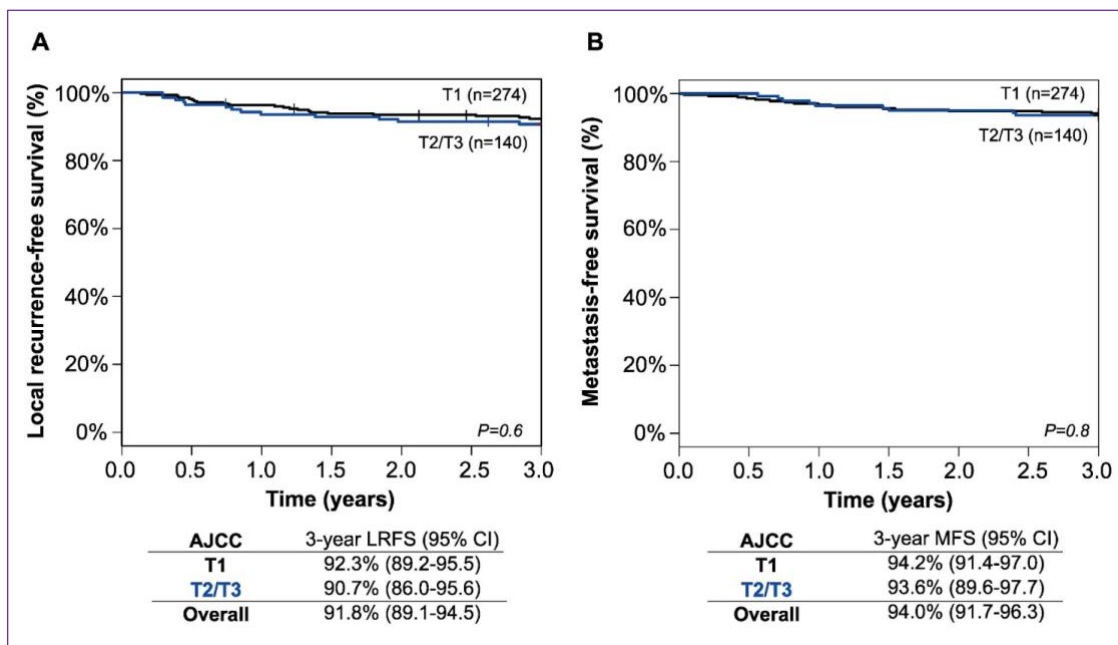 A
Local recurrence-free survival (%)
100%
80%
60%
40%
20%
0%
T1 (n=274)
T2/T3 (n=140)
P=0.6
0.0 0.5 1.0 1.5 2.0 2.5 3.0
Time (years)
AJCC 3-year LRFS (95% CI)
T1 92.3% (89.2-95.5)
T2/T3 90.7% (86.0-95.6)
Overall 91.8% (89.1-94.5)
B
Metastasis-free survival (%)
100%
80%
60%
40%
20%
0%
T1 (n=274)
T2/T3 (n=140)
P=0.8
0.0 0.5 1.0 1.5 2.0 2.5 3.0
Time (years)
AJCC 3-year MFS (95% CI)
T1 94.2% (91.4-97.0)
T2/T3 93.6% (89.6-97.7)
Overall 94.0% (91.7-96.3)